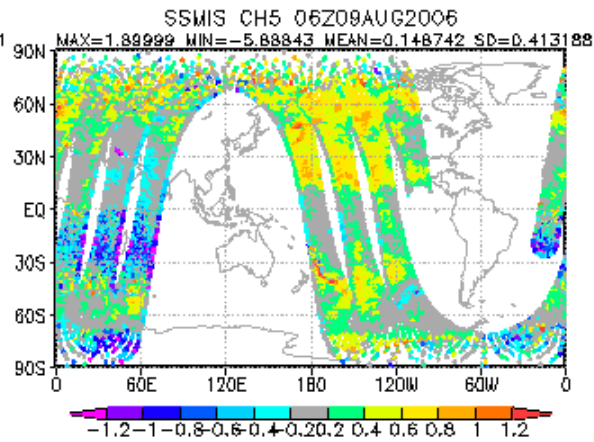 SSMIS CH5 06Z09AUG2006
1 MAX=1.89999 MIN=-5.88843 MEAN=0.148742 SD=0.413188
90N
60N
30N
EQ
30S
60S
90S
0 60E 120E 180 120W 60W 0
-1.2-1-0.8-0.6-0.4-0.20.2 0.4 0.6 0.8 1 1.2